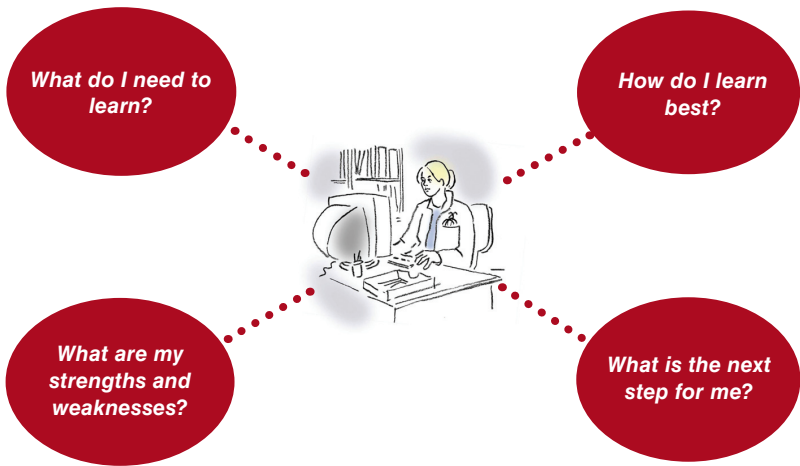 What do I need to
learn?
How do I learn
best?
What are my
strengths and
weaknesses?
What is the next
step for me?